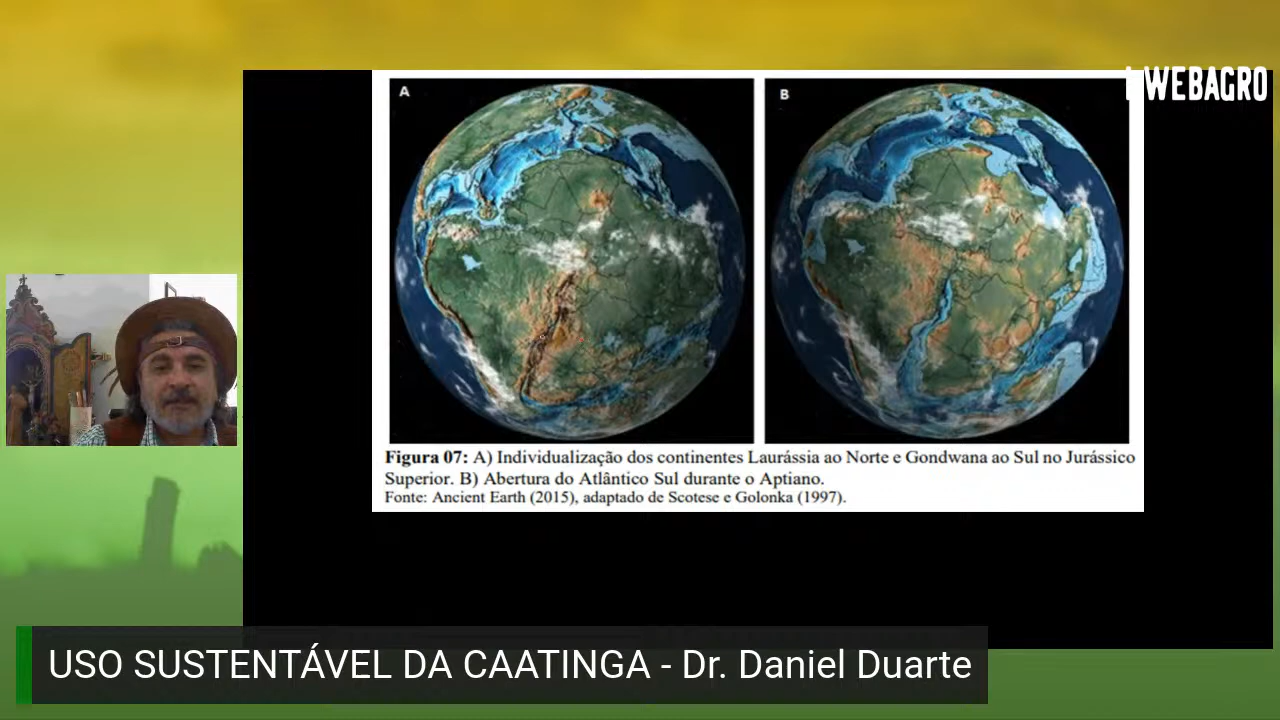 A
B
WEBAGRO
Figura 07: A) Individualização dos continentes Laurássia ao Norte e Gondwana ao Sul no Jurássico
Superior. B) Abertura do Atlântico Sul durante o Aptiano.
Fonte: Ancient Earth (2015), adaptado de Scotese e Golonka (1997).
USO SUSTENTÁVEL DA CAATINGA - Dr. Daniel Duarte